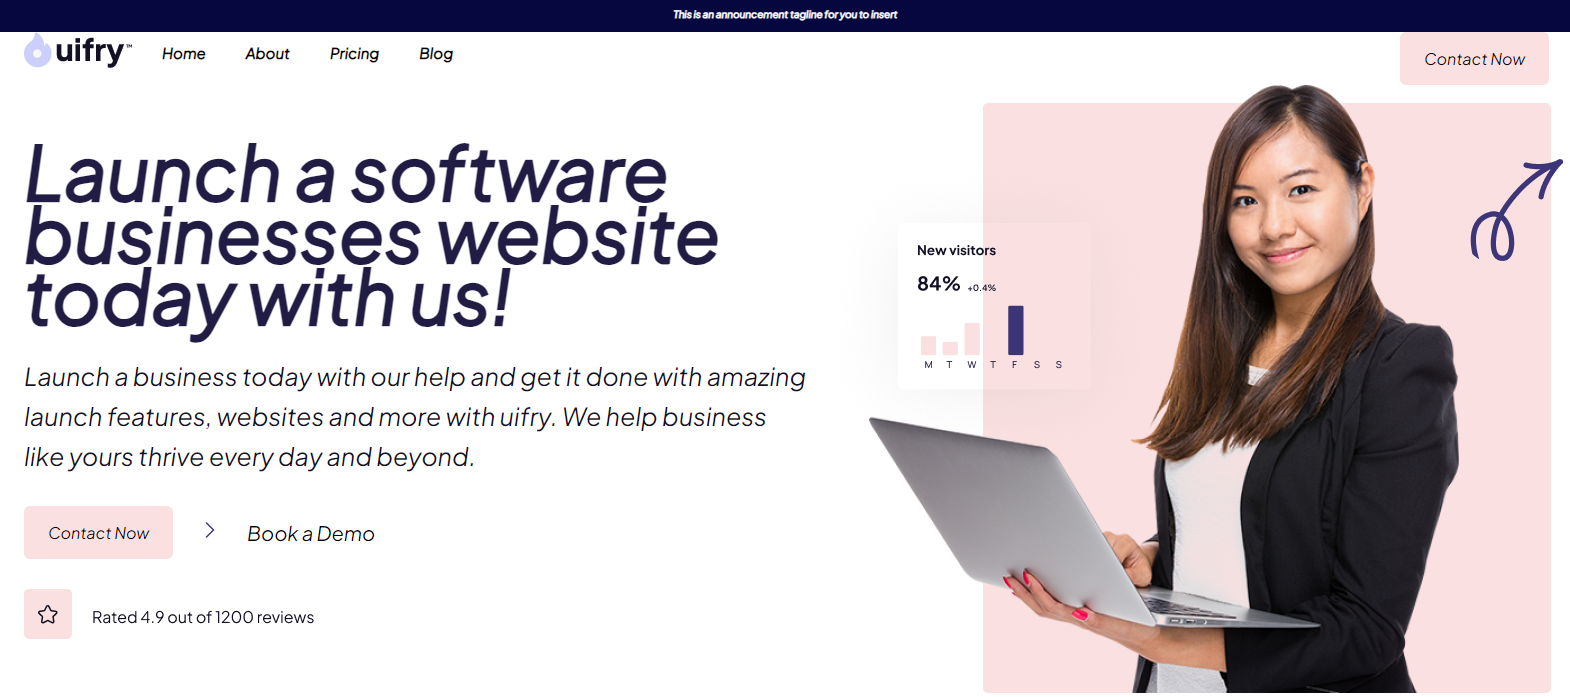 This is an announcement tagline for you to insert
uifry™
Home About Pricing Blog
Contact Now
Launch a software
businesses website
today with us!
Launch a business today with our help and get it done with amazing
launch features, websites and more with uifry. We help business
like yours thrive every day and beyond.
Contact Now
Book a Demo
Rated 4.9 out of 1200 reviews
New visitors
84% +0.4%
M T W T F S S